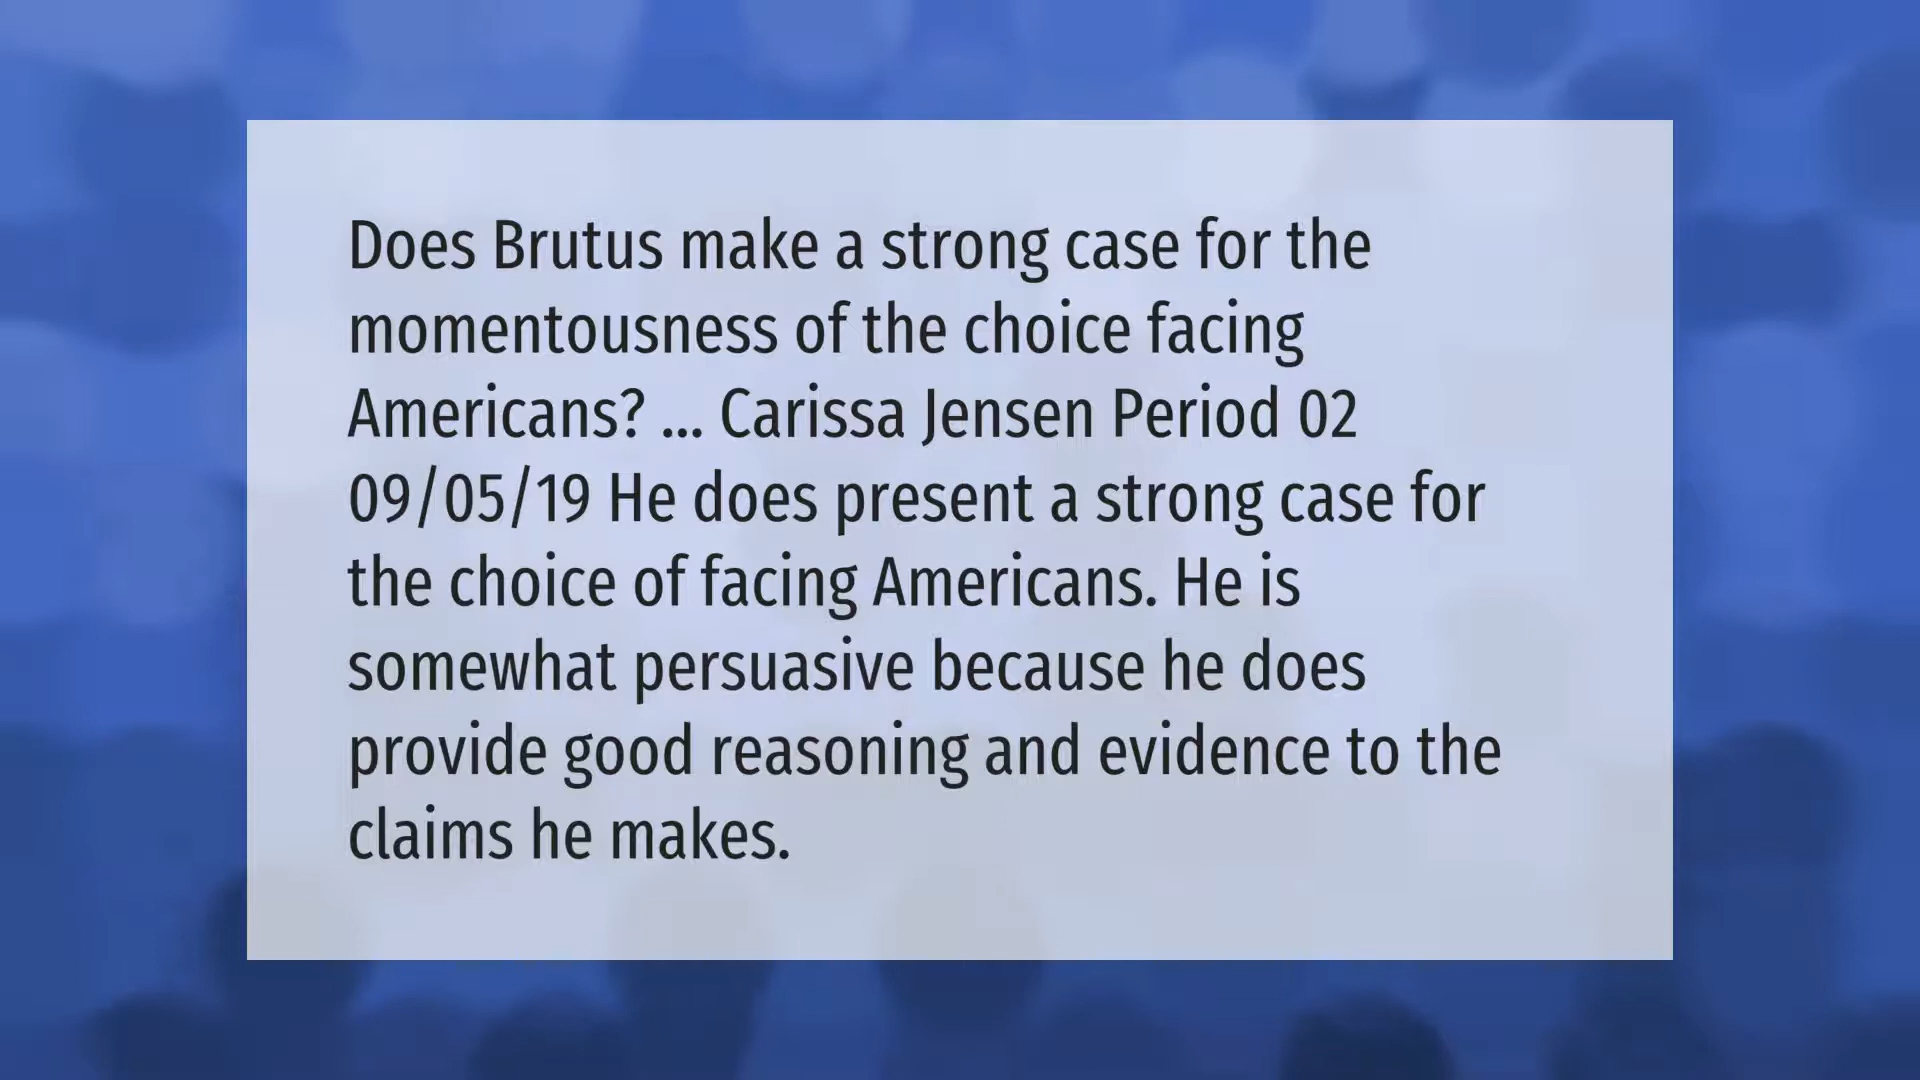 Does Brutus make a strong case for the
momentousness of the choice facing
Americans? ... Carissa Jensen Period 02
09/05/19 He does present a strong case for
the choice of facing Americans. He is
somewhat persuasive because he does
provide good reasoning and evidence to the
claims he makes.